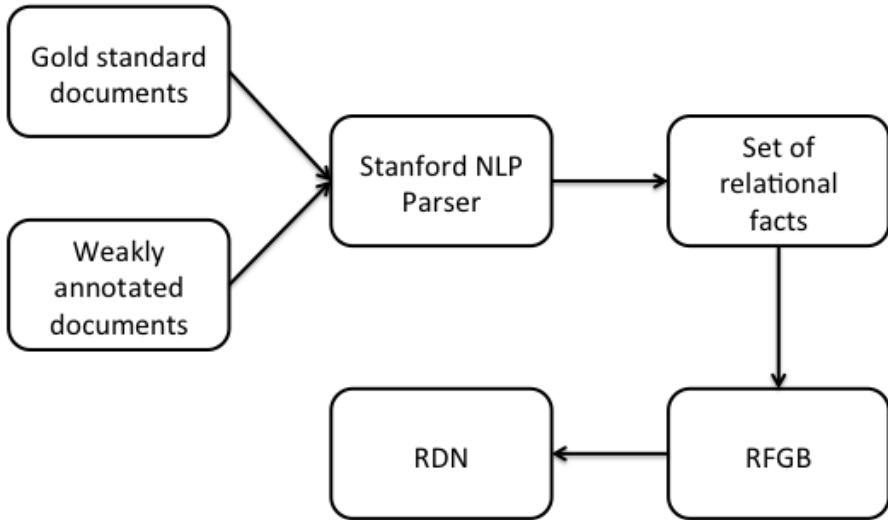 Gold standard
documents
Weakly
annotated
documents
Stanford NLP
Parser
Set of
relational
facts
RDN
RFGB